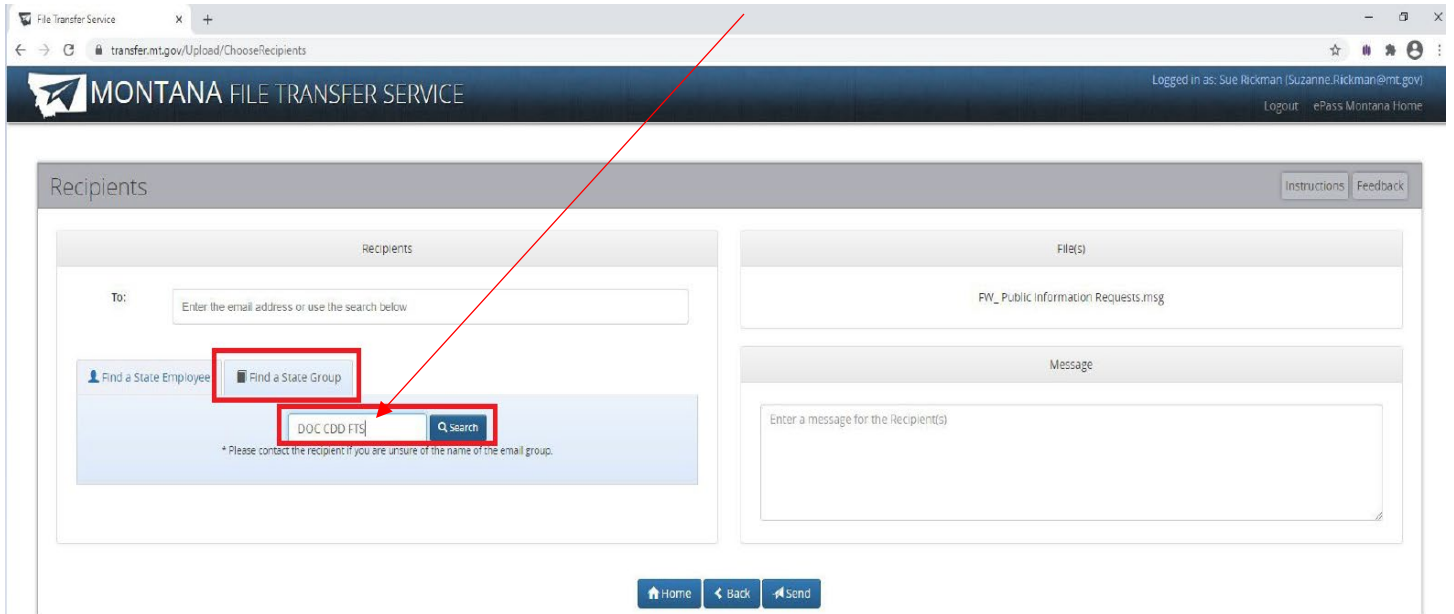 File Transfer Service
transfer.mt.gov/Upload/ChooseRecipients
MONTANA FILE TRANSFER SERVICE
Logged in as: Sue Rickman (Suzanne.Rickman@mt.gov)
Logout ePass Montana Home
Recipients
Instructions Feedback
Recipients
To: Enter the email address or use the search below
Find a State Employee Find a State Group
DOC CDD FTS Search
* Please contact the recipient if you are unsure of the name of the email group.
File(s)
FW_ Public Information Requests.msg
Message
Enter a message for the Recipient(s)
Home Back Send